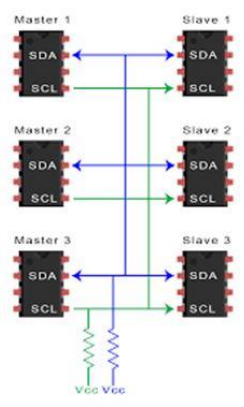 Master 1 Slave 1
SDA SDA
SCL SCL
Master 2 Slave 2
SDA SDA
SCL SCL
Master 3 Slave 3
SDA SDA
SCL SCL
Vcc Vcc